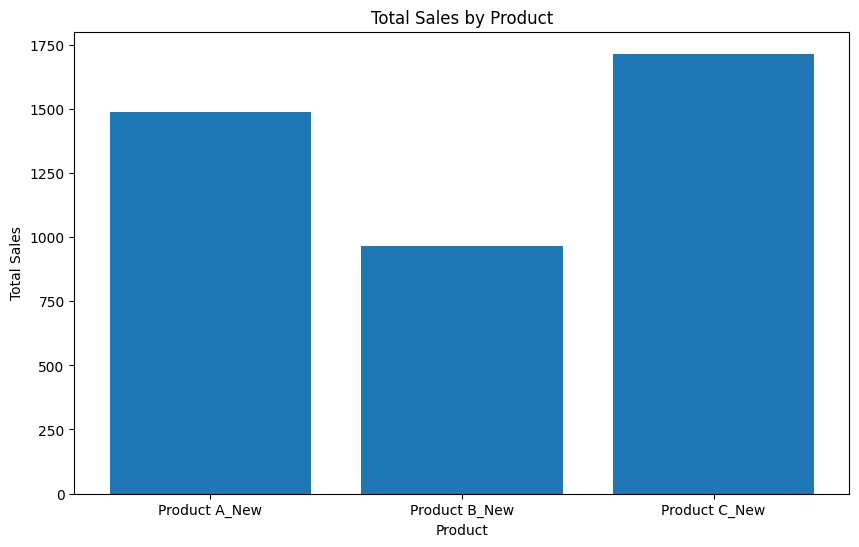 Total Sales by Product
Total Sales
1750
1500
1250
1000
750
500
250
0
Product A_New
Product B_New
Product C_New
Product